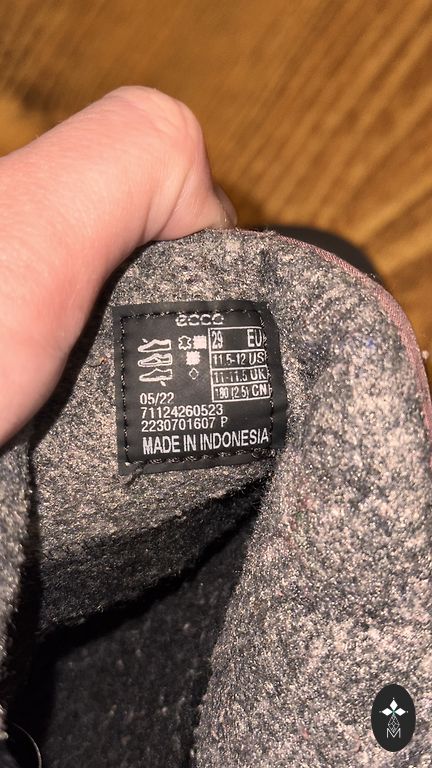 ecco
29 EU
11.5-12 US
11-11.5 UK
190 (2.5) CN
05/22
71124260523
2230701607 P
MADE IN INDONESIA
M